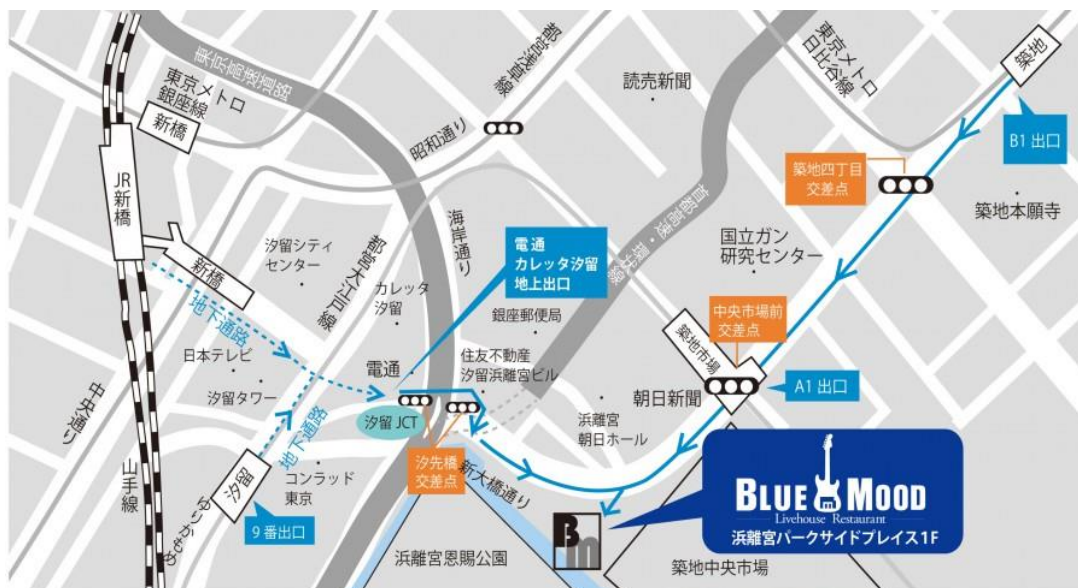 東京高速道路
都営浅草線
東京メトロ
日比谷線
築地
東京メトロ
銀座線
新橋
読売新聞
昭和通り
B1出口
築地四丁目
交差点
築地本願寺
JR新橋
首都高速・環状線
国立ガン
研究センター
海岸通り
汐留シティ
センター
都営大江戸線
新橋
電通
カレッタ汐留
地上出口
カレッタ
汐留
銀座郵便局
中央市場前
交差点
築地市場
地下通路
日本テレビ
電通
住友不動産
汐留浜離宮ビル
A1出口
朝日新聞
汐留タワー
汐留JCT
浜離宮
朝日ホール
中央通り
地下通路
汐先橋
交差点
新大橋通り
山手線
汐留
コンラッド
東京
ゆりかもめ
9番出口
BLUE MOOD
Livehouse Restaurant
浜離宮パークサイドプレイス1F
Bm
浜離宮恩賜公園
築地中央市場